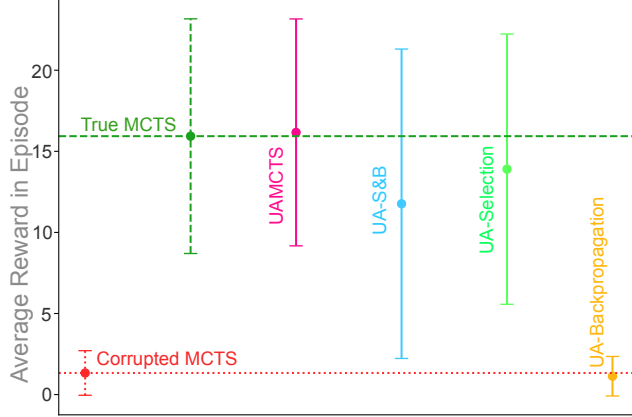 Average Reward in Episode
20
15
10
5
0
True MCTS
Corrupted MCTS
UAMCTS
UA-S&B
UA-Selection
UA-Backpropagation